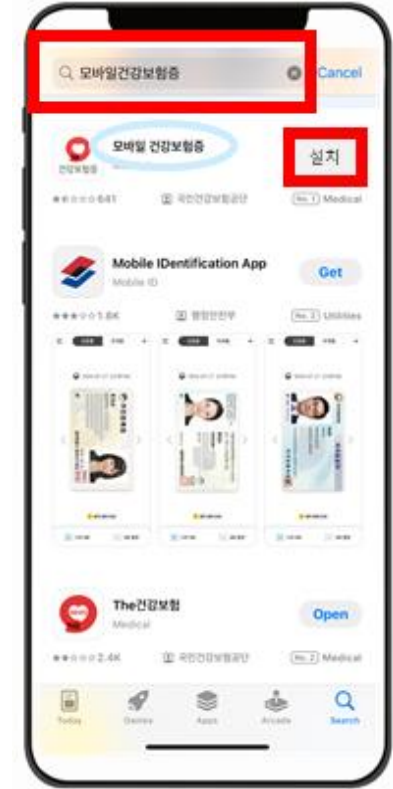 모바일건강보험증
Cancel
모바일 건강보험증
설치
건강보험증
641
국민건강보험공단
No. 1 Medical
Mobile IDentification App
Mobile ID
Get
1.8K
행정안전부
No. 2 Utilities
The건강보험
Medical
Open
2.4K
국민건강보험공단
No. 2 Medical
Today
Games
Apps
Arcade
Search